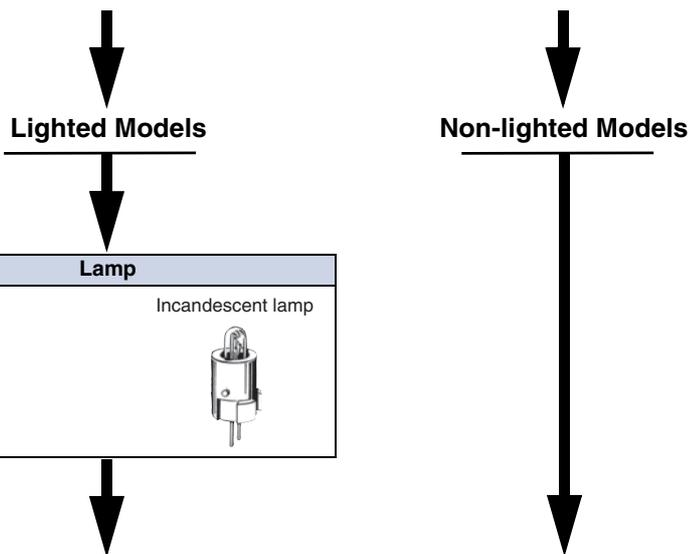 Lighted Models
Non-lighted Models
Lamp
Incandescent lamp